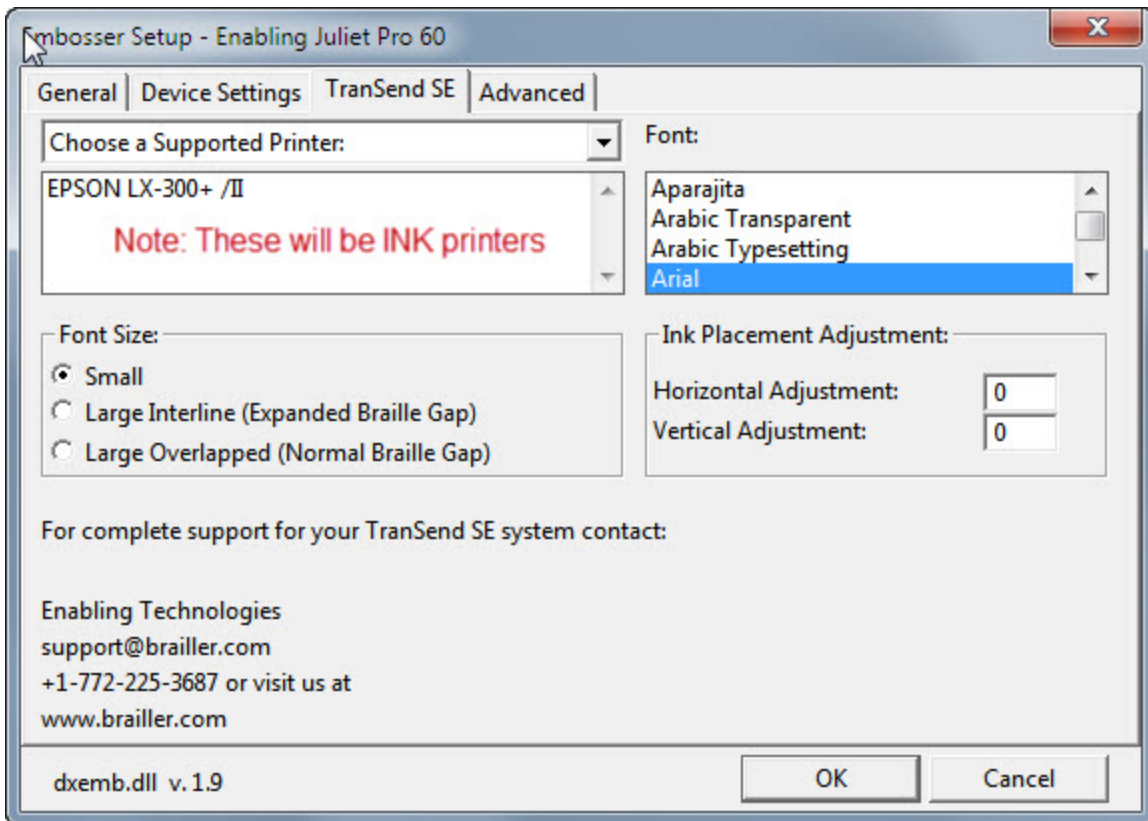 Embosser Setup - Enabling Juliet Pro 60
General
Device Settings
TranSend SE
Advanced
Choose a Supported Printer:
EPSON LX-300+ /II
Note: These will be INK printers
Font:
Aparajita
Arabic Transparent
Arabic Typesetting
Arial
Font Size:
Small
Large Interline (Expanded Braille Gap)
Large Overlapped (Normal Braille Gap)
Ink Placement Adjustment:
Horizontal Adjustment: 0
Vertical Adjustment: 0
For complete support for your TranSend SE system contact:
Enabling Technologies
support@brailler.com
+1-772-225-3687 or visit us at
www.brailler.com
dxemb.dll v. 1.9
OK
Cancel